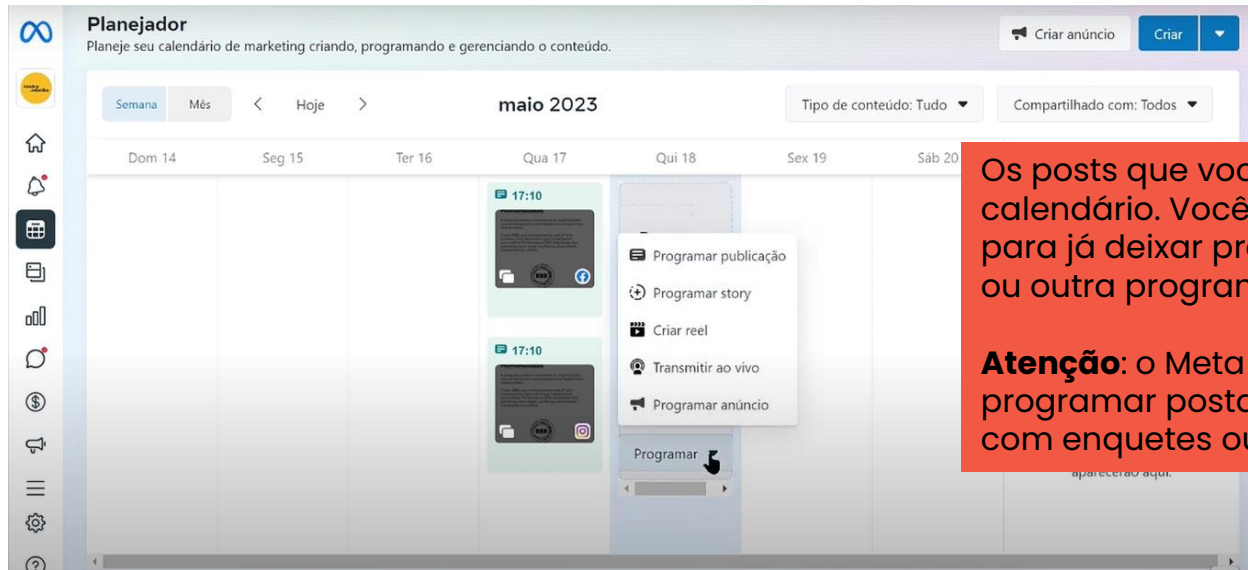 Planejador
Planeje seu calendário de marketing criando, programando e gerenciando o conteúdo.
Criar anúncio
Criar
Semana Mês Hoje
maio 2023
Tipo de conteúdo: Tudo
Compartilhado com: Todos
Dom 14 Seg 15 Ter 16 Qua 17 Qui 18 Sex 19 Sáb 20
17:10
17:10
Programar publicação
Programar story
Criar reel
Transmitir ao vivo
Programar anúncio
Programar
Os posts que voc
calendário. Você
para já deixar pr
ou outra progran
Atenção: o Meta
programar posta
com enquetes ou
aparecerão aqui.